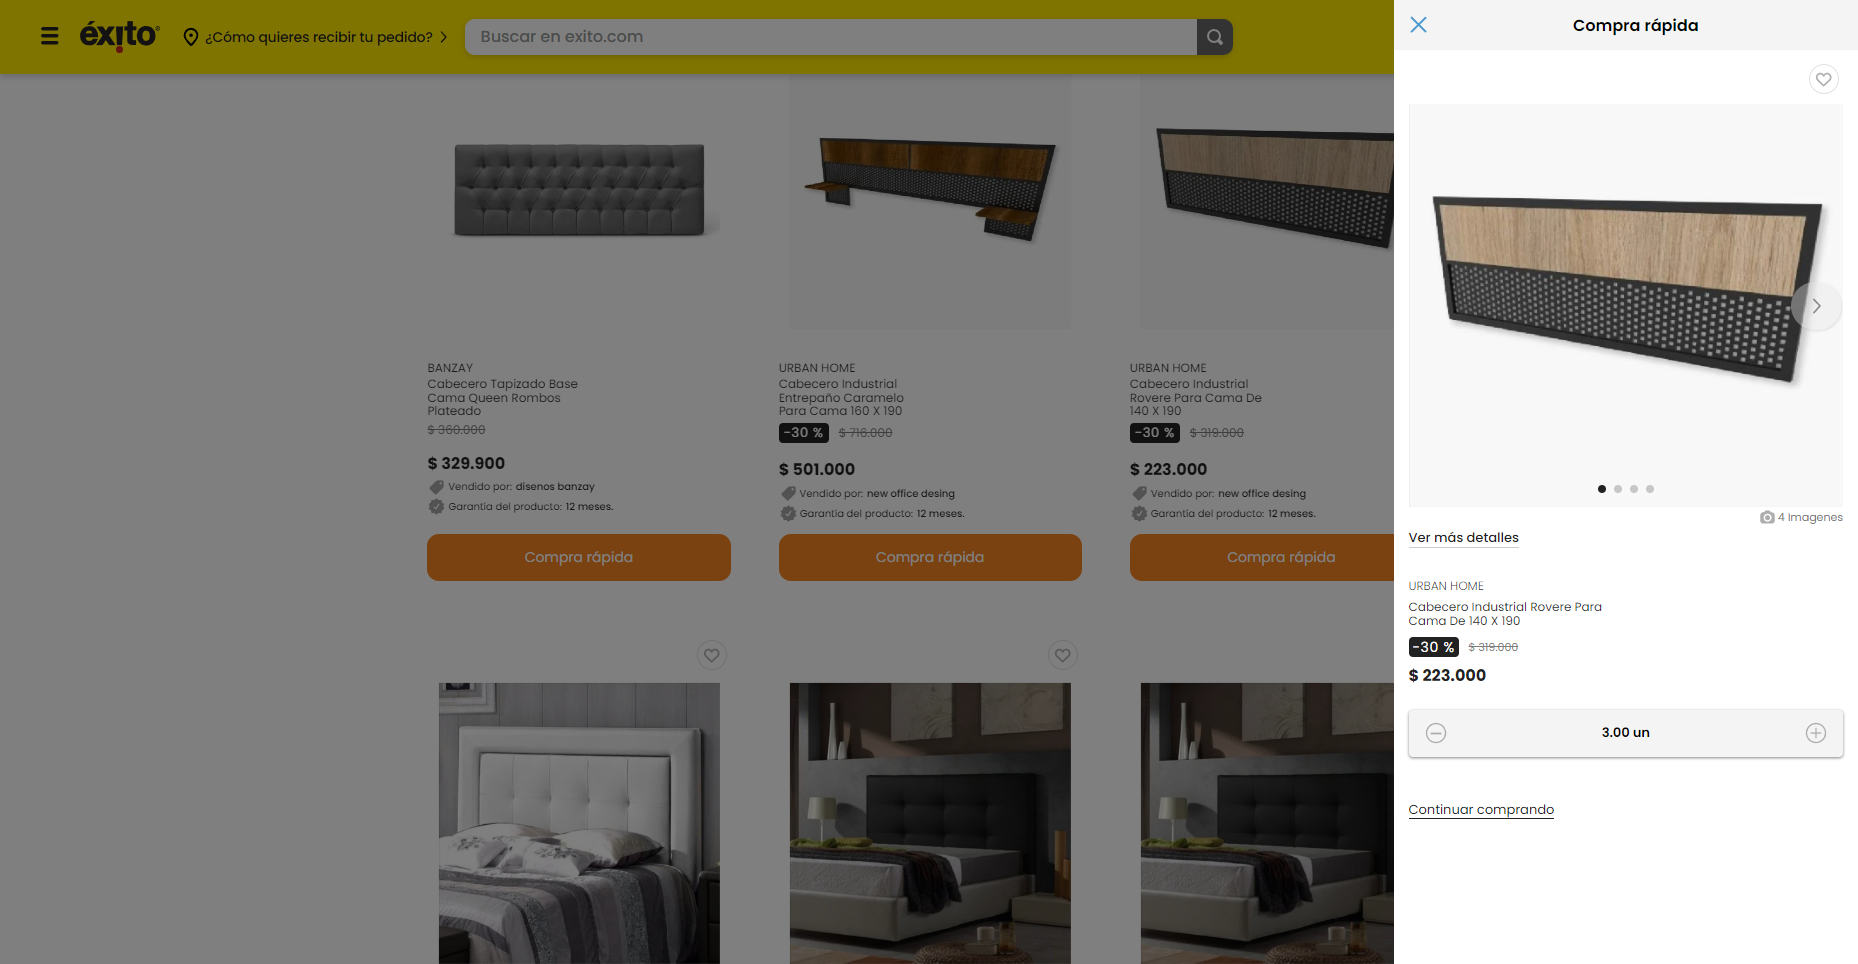 éxito
¿Cómo quieres recibir tu pedido?
Buscar en exito.com
BANZAY
Cabecero Tapizado Base
Cama Queen Rombos
Plateado
$ 360.000
$ 329.900
Vendido por: disenos banzay
Garantía del producto: 12 meses.
Compra rápida
URBAN HOME
Cabecero Industrial
Entrepaño Caramelo
Para Cama 160 X 190
-30 % $ 716.000
$ 501.000
Vendido por: new office desing
Garantía del producto: 12 meses.
Compra rápida
URBAN HOME
Cabecero Industrial
Rovere Para Cama De
140 X 190
-30 % $ 319.000
$ 223.000
Vendido por: new office desing
Garantía del producto: 12 meses.
Compra rápida
Compra rápida
4 Imagenes
Ver más detalles
URBAN HOME
Cabecero Industrial Rovere Para
Cama De 140 X 190
-30 % $ 319.000
$ 223.000
3.00 un
Continuar comprando